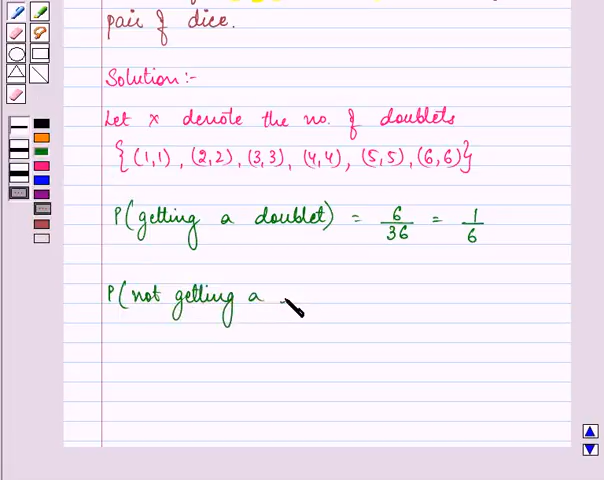 pair of dice.
Solution:-
Let x denote the no. of doublets
{(1,1), (2,2), (3,3), (4,4), (5,5), (6,6)}
P(getting a doublet) = 6/36 = 1/6
P(not getting a